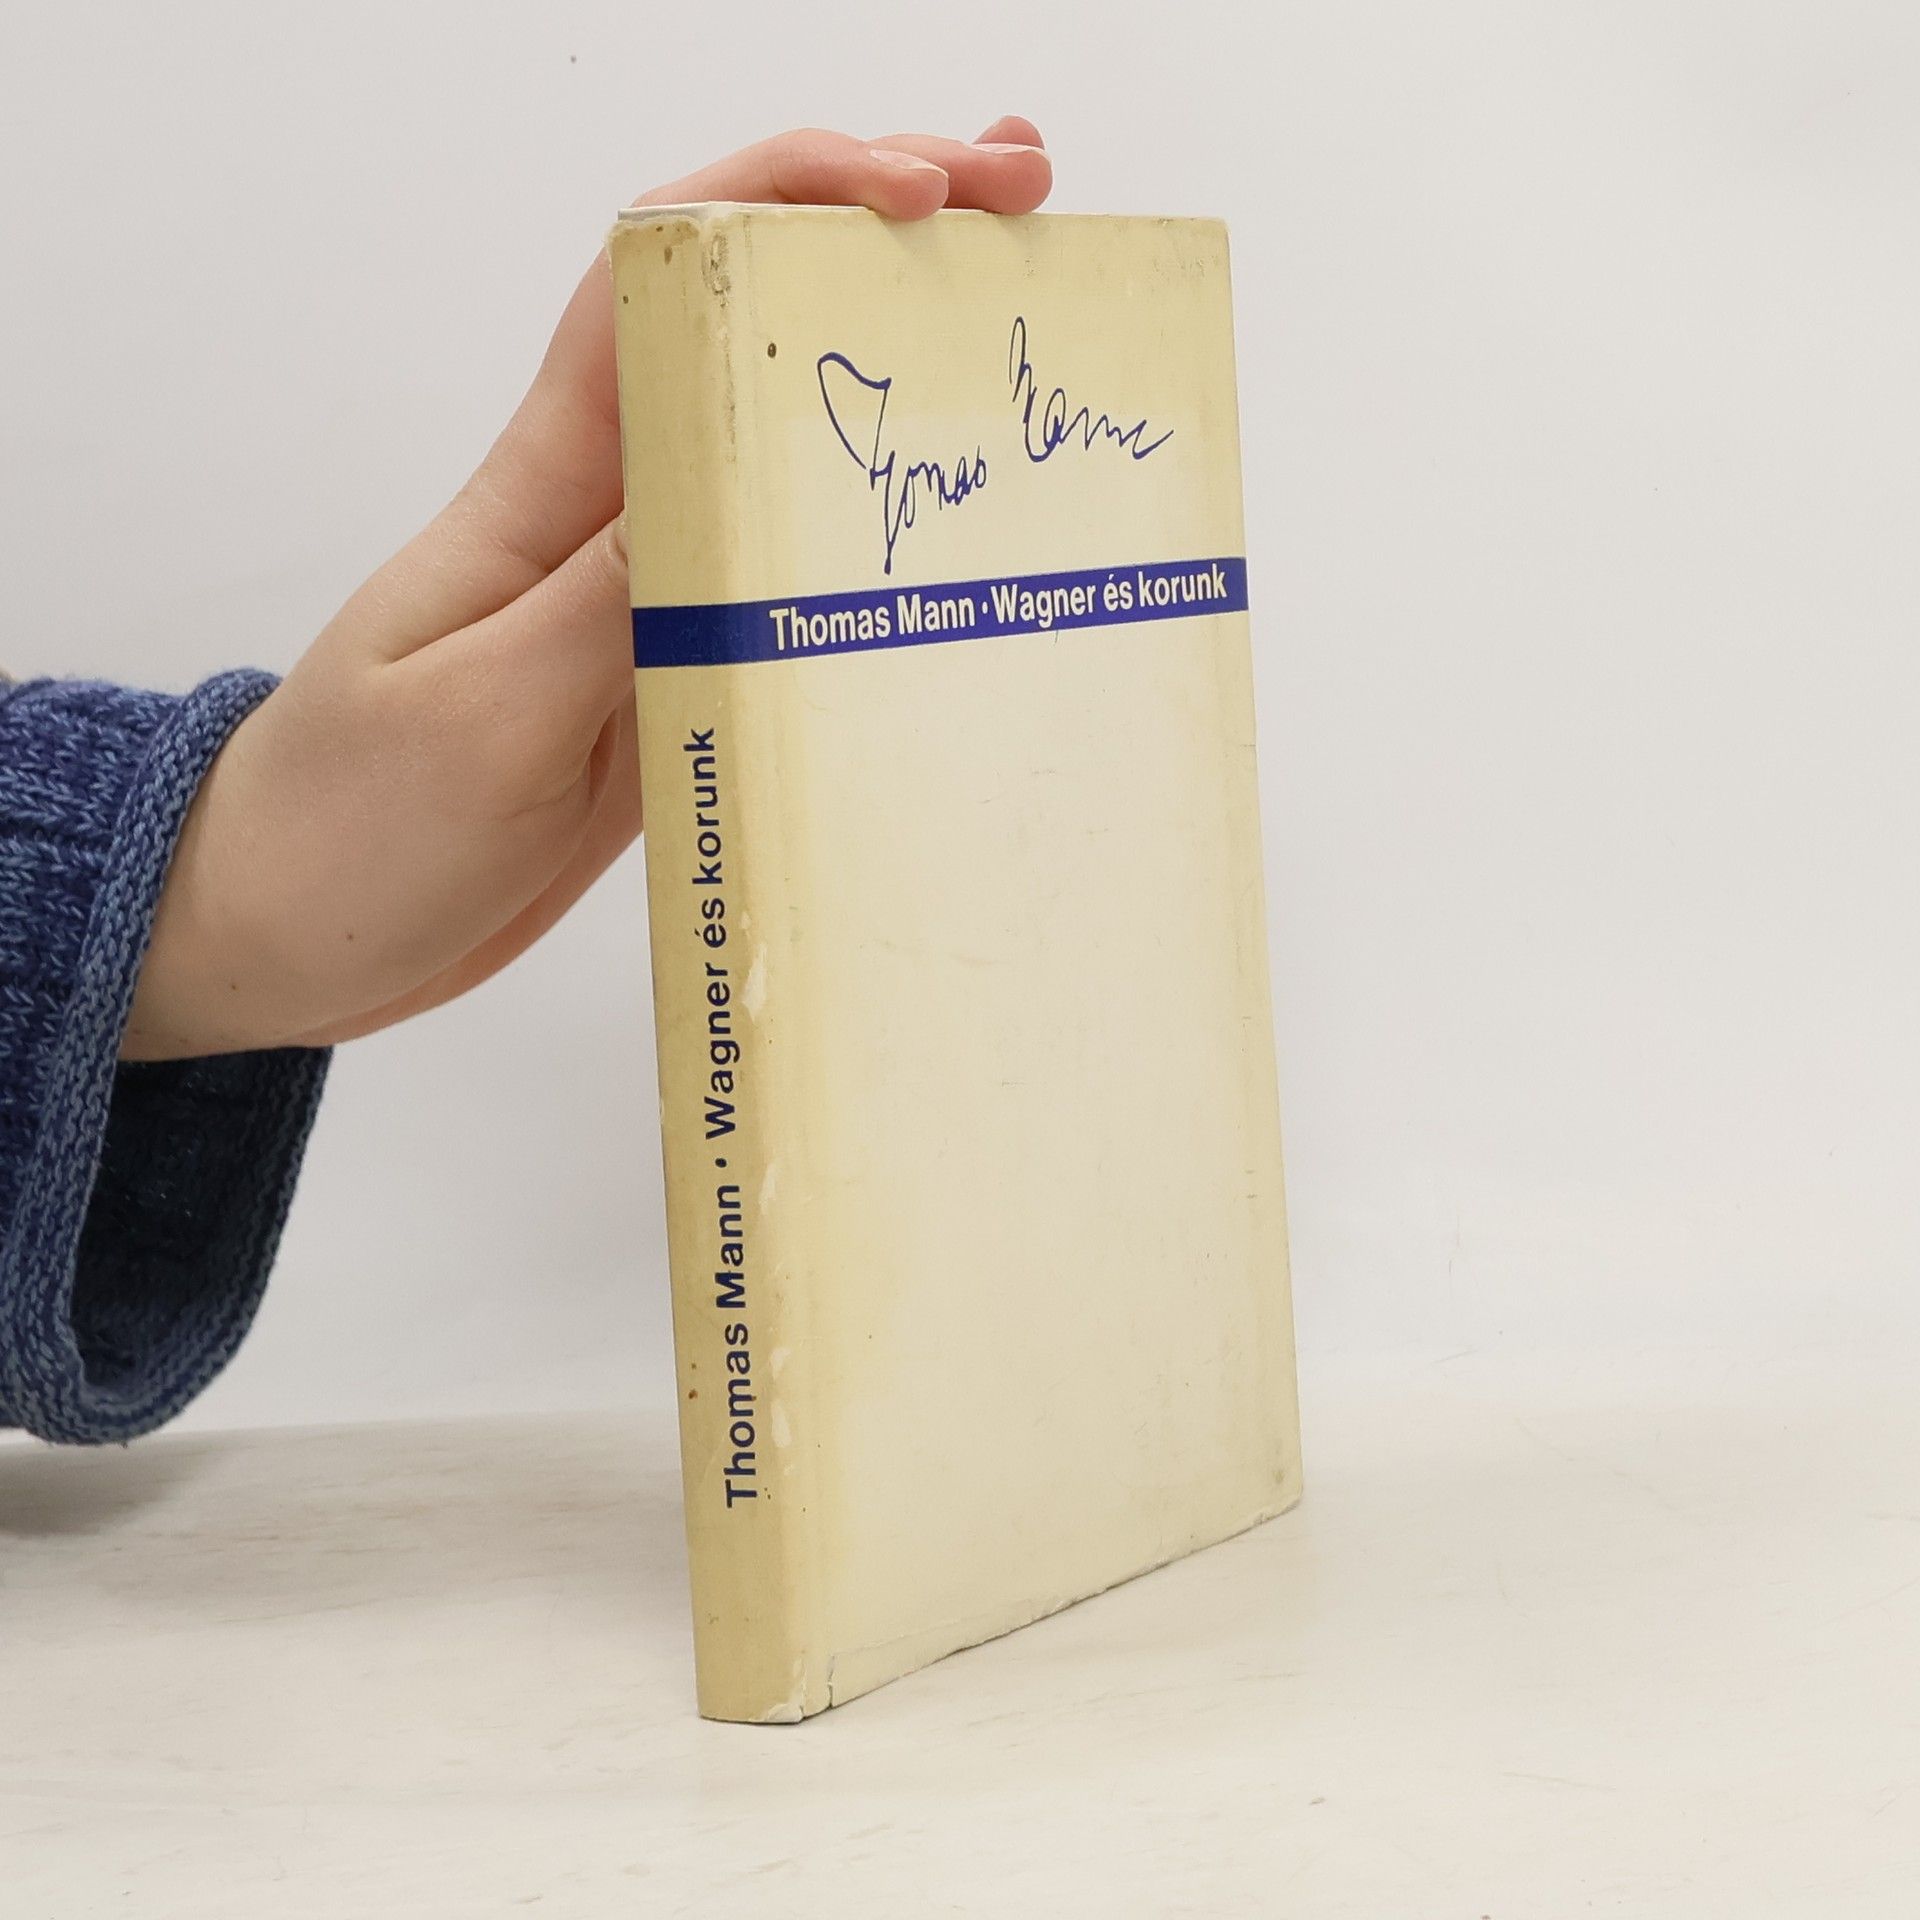 Thomas Mann
Thomas Mann · Wagner és korunk
Thomas Mann · Wagner és korunk